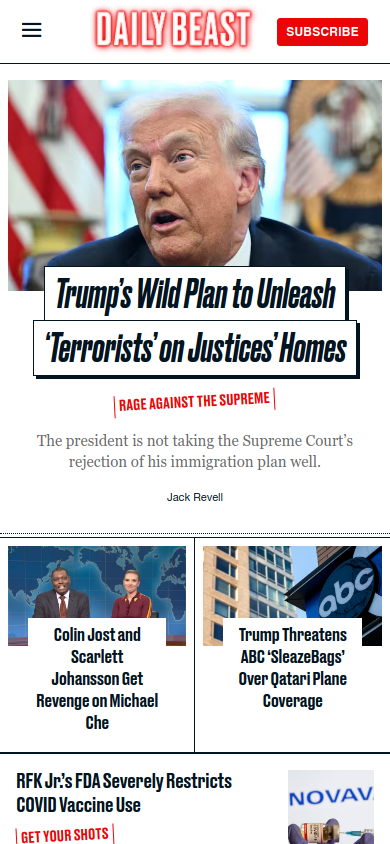 DAILY BEAST
SUBSCRIBE
Trump's Wild Plan to Unleash
'Terrorists' on Justices' Homes
RAGE AGAINST THE SUPREME
The president is not taking the Supreme Court's
rejection of his immigration plan well.
Jack Revell
abc
Colin Jost and
Scarlett
Johansson Get
Revenge on Michael
Che
Trump Threatens
ABC 'SleazeBags'
Over Qatari Plane
Coverage
RFK Jr.'s FDA Severely Restricts
COVID Vaccine Use
NOVAV
GET YOUR SHOTS